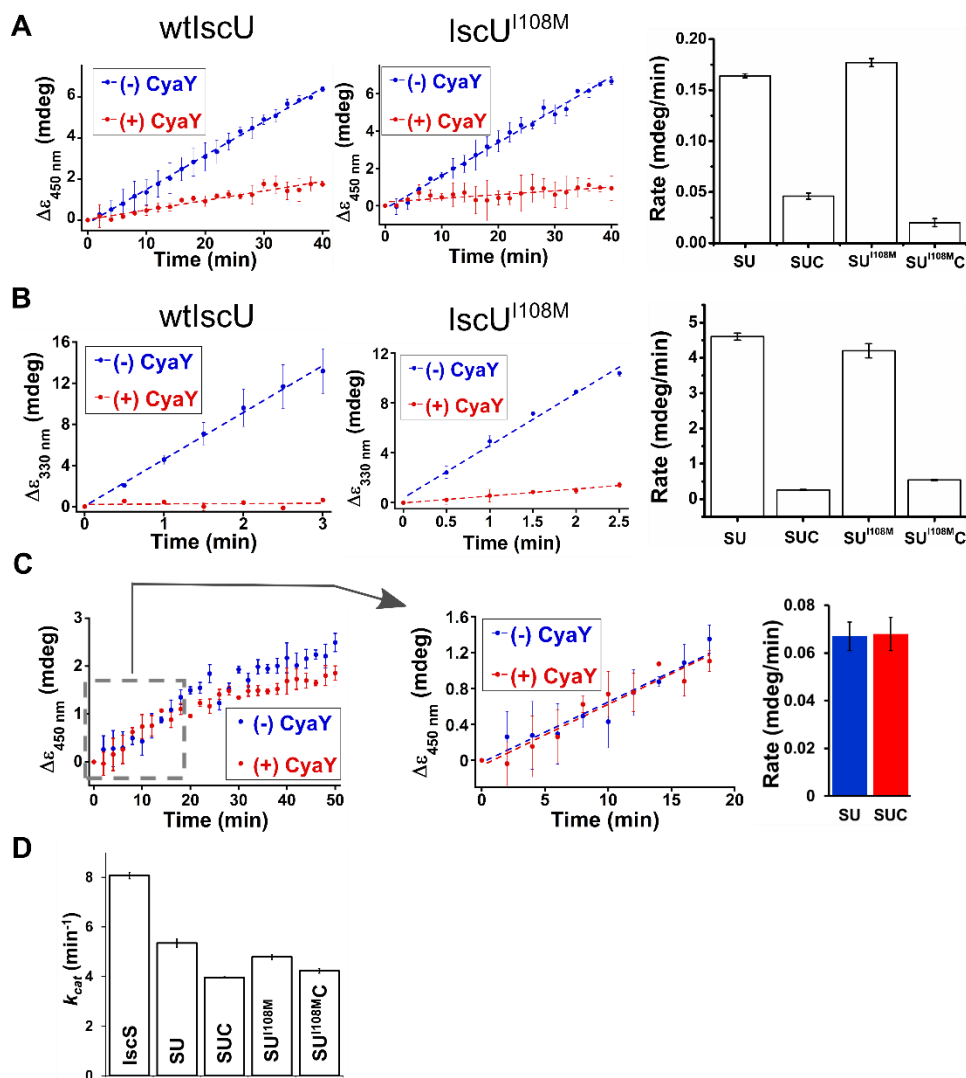 A
wtIscU
IscU^I108M
(-) CyaY
(+) CyaY
Δε450 nm (mdeg)
6
4
2
0
0 10 20 30 40
Time (min)
(-) CyaY
(+) CyaY
Δε450 nm (mdeg)
6
4
2
0
0 10 20 30 40
Time (min)
Rate (mdeg/min)
0.20
0.15
0.10
0.05
0.00
SU SUC SU^I108M SU^I108M C
B
wtIscU
IscU^I108M
(-) CyaY
(+) CyaY
Δε330 nm (mdeg)
16
12
8
4
0
0 1 2 3
Time (min)
(-) CyaY
(+) CyaY
Δε330 nm (mdeg)
12
8
4
0
0 0.5 1 1.5 2 2.5
Time (min)
Rate (mdeg/min)
5
4
3
2
1
0
SU SUC SU^I108M SU^I108M C
C
Δε450 nm (mdeg)
3
2
1
0
(-) CyaY
(+) CyaY
0 10 20 30 40 50
Time (min)
(-) CyaY
(+) CyaY
Δε450 nm (mdeg)
1.6
1.2
0.8
0.4
0
0 5 10 15 20
Time (min)
Rate (mdeg/min)
0.08
0.06
0.04
0.02
0
SU SUC
D
kcat (min⁻¹)
8
6
4
2
0
IscS
SU
SUC
SU^I108M
SU^I108M C